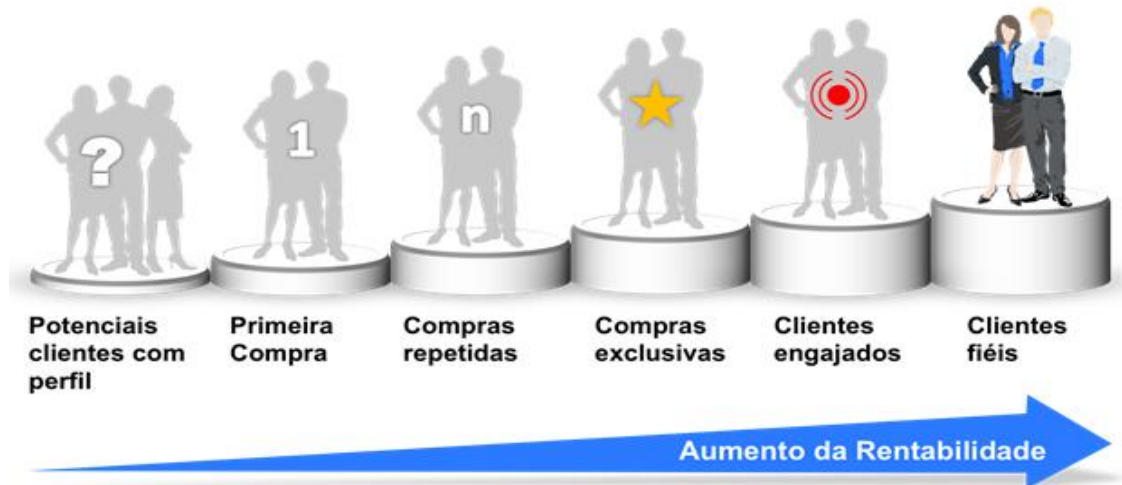 ?
1
n
Potenciais
clientes com
perfil
Primeira
Compra
Compras
repetidas
Compras
exclusivas
Clientes
engajados
Clientes
fiéis
Aumento da Rentabilidade